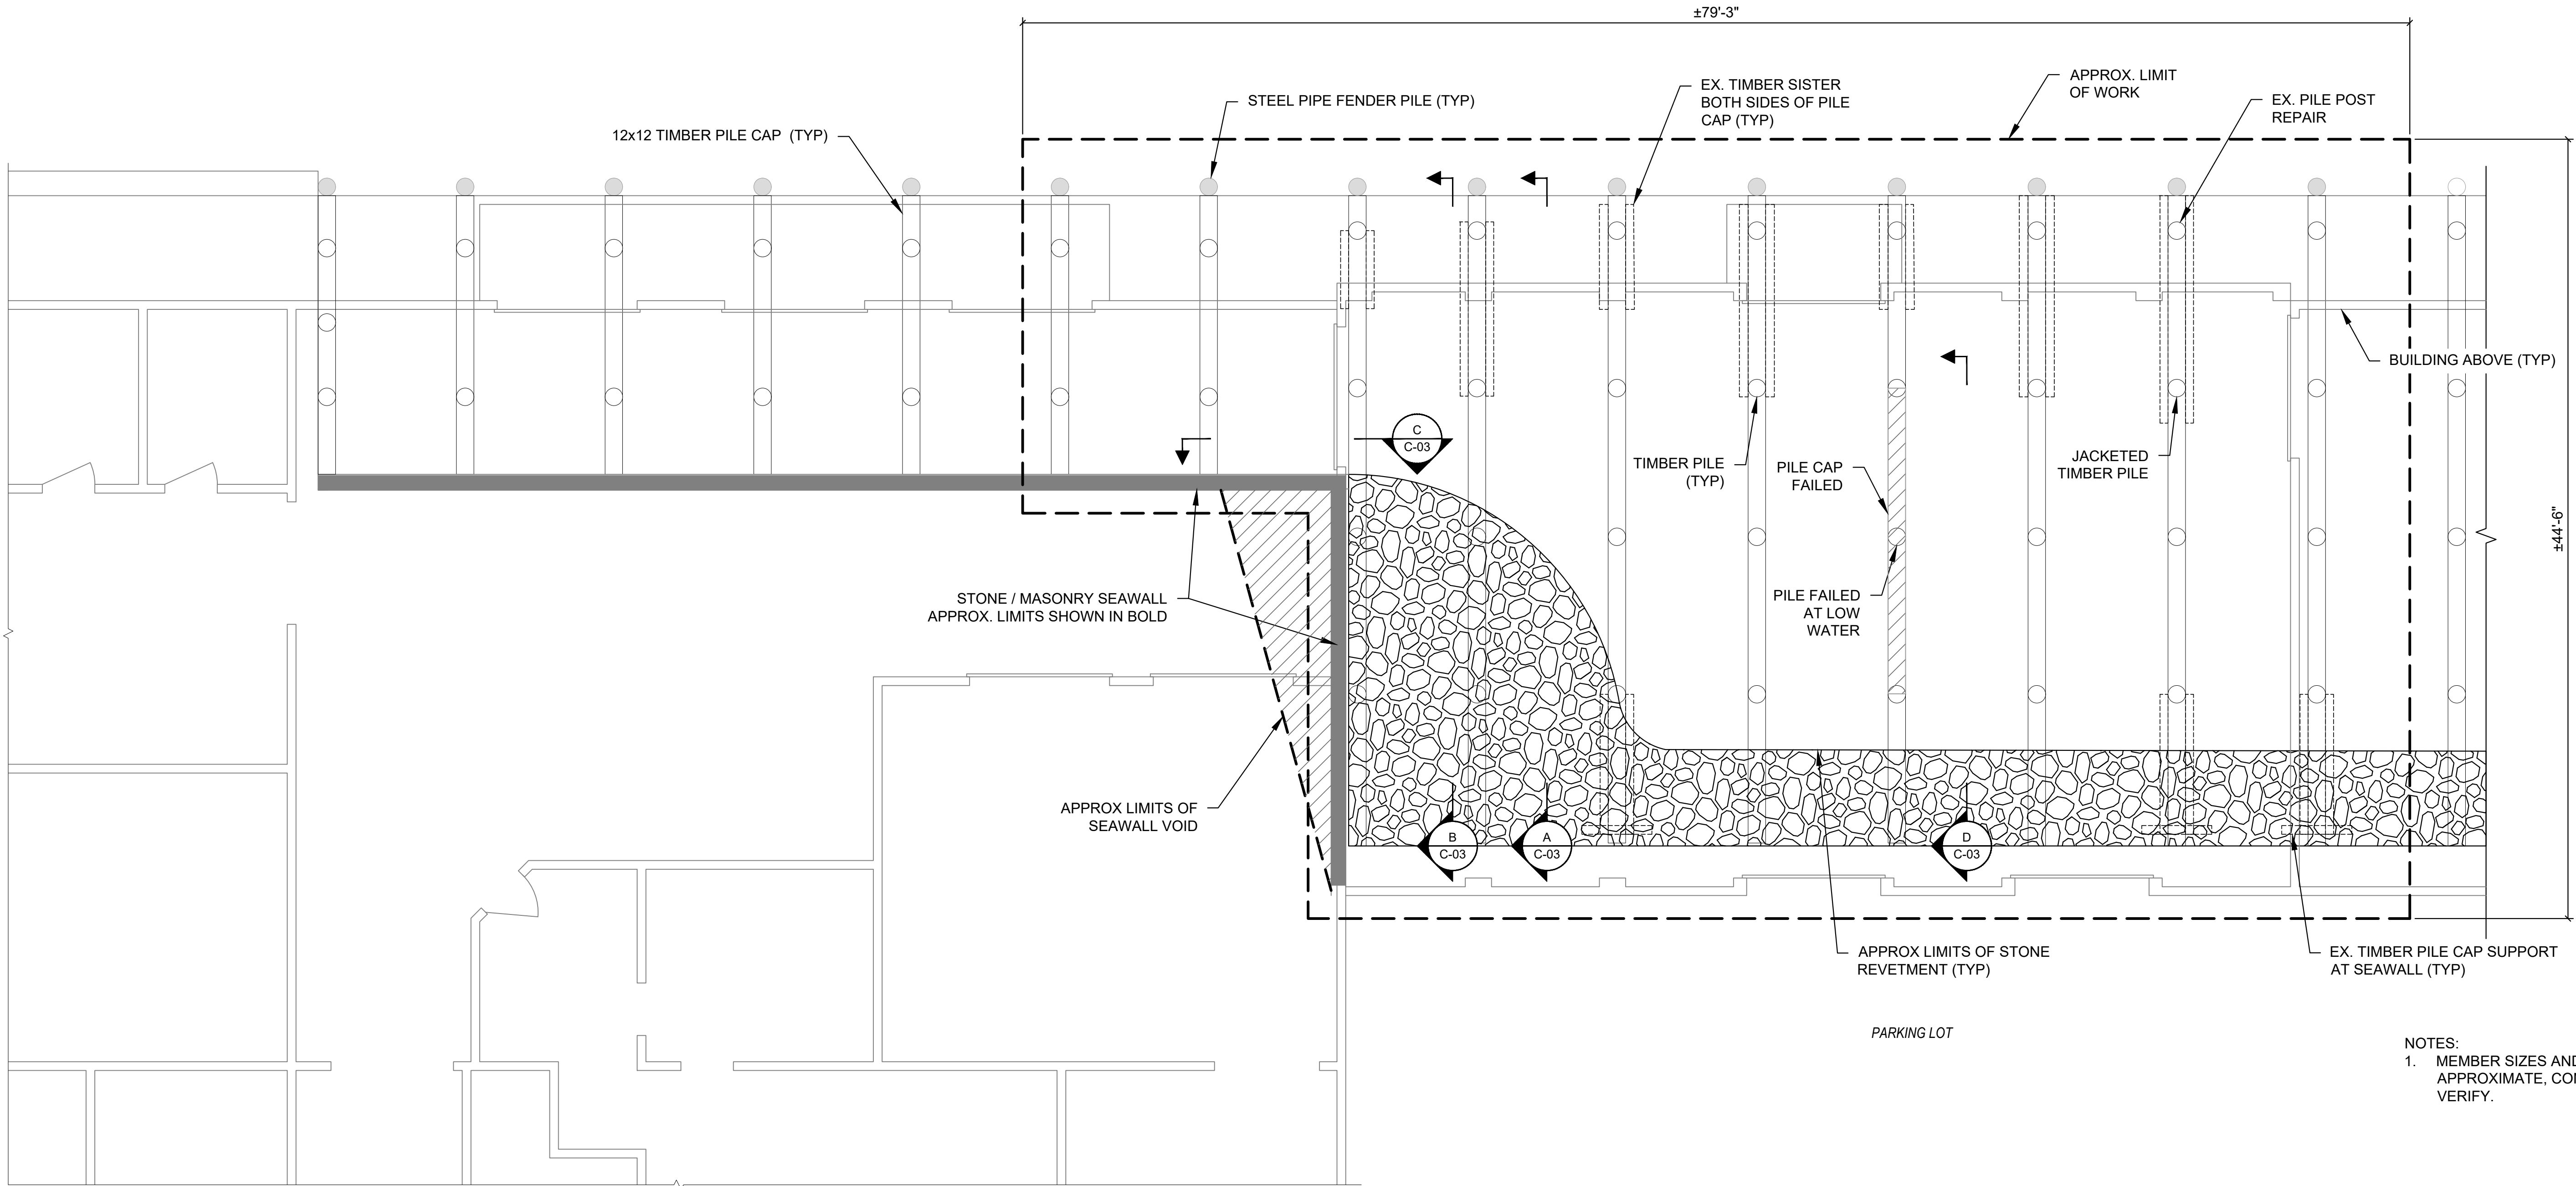 ±79'-3"
APPROX. LIMIT
OF WORK
EX. TIMBER SISTER
BOTH SIDES OF PILE
CAP (TYP)
STEEL PIPE FENDER PILE (TYP)
EX. PILE POST
REPAIR
12x12 TIMBER PILE CAP (TYP)
BUILDING ABOVE (TYP)
C
C-03
TIMBER PILE
(TYP)
PILE CAP
FAILED
JACKETED
TIMBER PILE
±44'-6"
STONE / MASONRY SEAWALL
APPROX. LIMITS SHOWN IN BOLD
PILE FAILED
AT LOW
WATER
APPROX LIMITS OF
SEAWALL VOID
B
C-03
A
C-03
D
C-03
APPROX LIMITS OF STONE
REVETMENT (TYP)
EX. TIMBER PILE CAP SUPPORT
AT SEAWALL (TYP)
PARKING LOT
NOTES:
1. MEMBER SIZES AND
APPROXIMATE,
VERIFY.